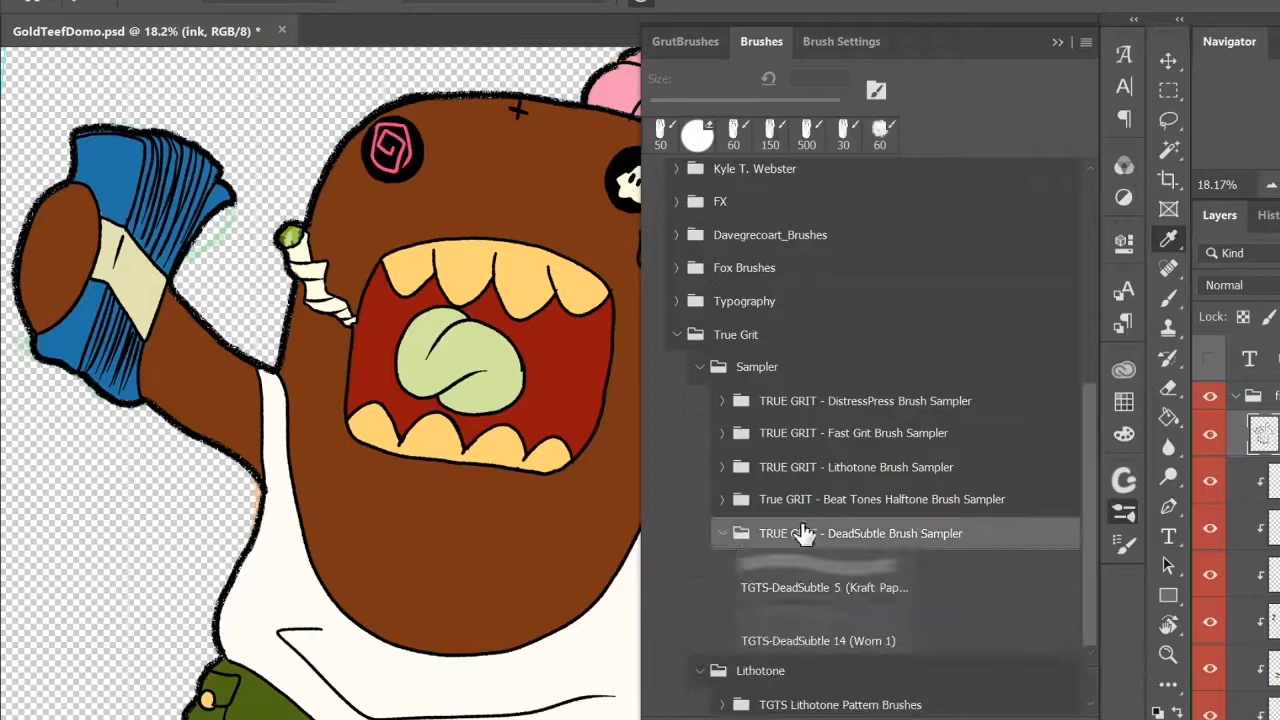 GoldTeefDomo.psd @ 18.2% (ink, RGB/8) *
GrutBrushes
Brushes
Brush Settings
Size:
50
60
150
500
30
60
Kyle T. Webster
FX
Davegrecoart_Brushes
Fox Brushes
Typography
True Grit
Sampler
TRUE GRIT - DistressPress Brush Sampler
TRUE GRIT - Fast Grit Brush Sampler
TRUE GRIT - Lithotone Brush Sampler
True GRIT - Beat Tones Halftone Brush Sampler
TRUE GRIT - DeadSubtle Brush Sampler
TGTS-DeadSubtle 5 (Kraft Pap...
TGTS-DeadSubtle 14 (Worn 1)
Lithotone
TGTS Lithotone Pattern Brushes
Navigator
18.17%
Layers
Hist
Kind
Normal
Lock: